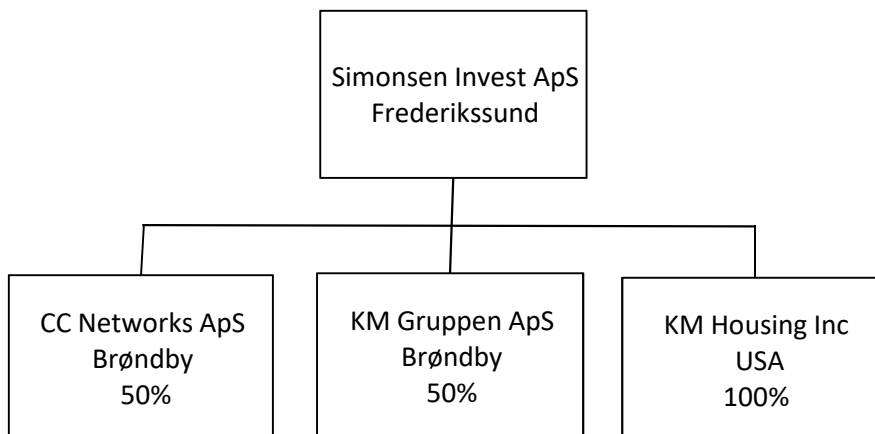 Simonsen Invest ApS
Frederikssund
CC Networks ApS
Brøndby
50%
KM Gruppen ApS
Brøndby
50%
KM Housing Inc
USA
100%